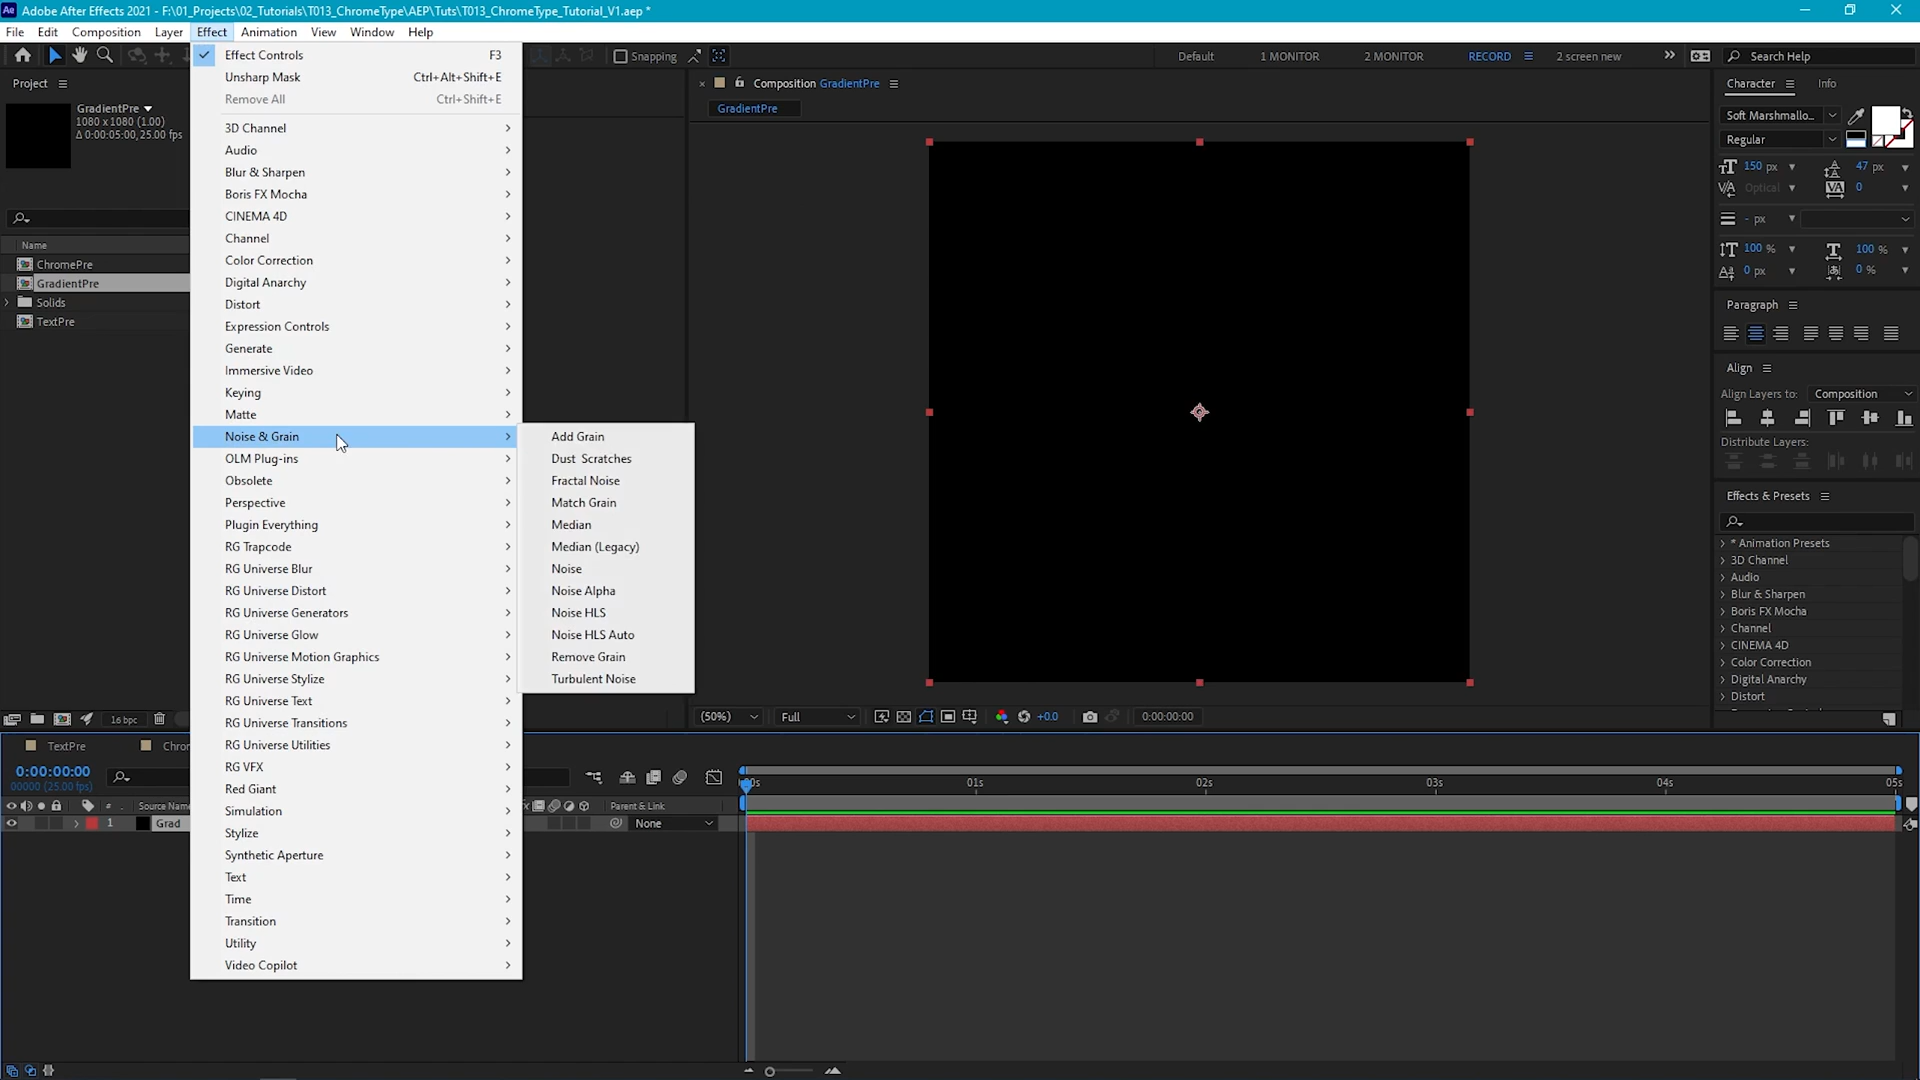 Adobe After Effects 2021 - F:\01_Projects\02_Tutorials\T013_ChromeType\AEP\Tuts\T013_ChromeType_Tutorial_V1.aep *
File Edit Composition Layer Effect Animation View Window Help
Snapping
Default 1 MONITOR 2 MONITOR RECORD 2 screen new Search Help
Project
GradientPre
1080 x 1080 (1.00)
Δ 0:00:05:00, 25.00 fps
Name
ChromePre
GradientPre
Solids
TextPre
16 bpc
Effect Controls F3
Unsharp Mask Ctrl+Alt+Shift+E
Remove All Ctrl+Shift+E
3D Channel
Audio
Blur & Sharpen
Boris FX Mocha
CINEMA 4D
Channel
Color Correction
Digital Anarchy
Distort
Expression Controls
Generate
Immersive Video
Keying
Matte
Noise & Grain
OLM Plug-ins
Obsolete
Perspective
Plugin Everything
RG Trapcode
RG Universe Blur
RG Universe Distort
RG Universe Generators
RG Universe Glow
RG Universe Motion Graphics
RG Universe Stylize
RG Universe Text
RG Universe Transitions
RG Universe Utilities
RG VFX
Red Giant
Simulation
Stylize
Synthetic Aperture
Text
Time
Transition
Utility
Video Copilot
Add Grain
Dust Scratches
Fractal Noise
Match Grain
Median
Median (Legacy)
Noise
Noise Alpha
Noise HLS
Noise HLS Auto
Remove Grain
Turbulent Noise
Composition GradientPre
GradientPre
(50%) Full +0.0 0:00:00:00
Character Info
Soft Marshmallo...
Regular
150 px 47 px
Optical 0
- px
100 % 100 %
0 px 0 %
Paragraph
Align
Align Layers to: Composition
Distribute Layers:
Effects & Presets
* Animation Presets
3D Channel
Audio
Blur & Sharpen
Boris FX Mocha
Channel
CINEMA 4D
Color Correction
Digital Anarchy
Distort
TextPre Chro
0:00:00:00
00000 (25.00 fps)
# Source Name Parent & Link
1 Grad None
00s 01s 02s 03s 04s 05s